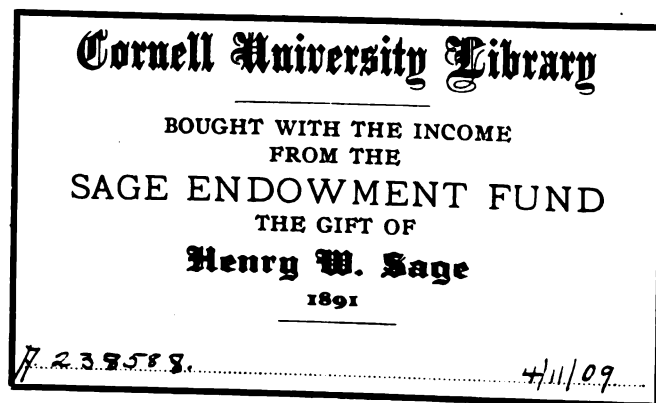 Cornell University Library
BOUGHT WITH THE INCOME
FROM THE
SAGE ENDOWMENT FUND
THE GIFT OF
Henry W. Sage
1891
A 238588. 4/11/09